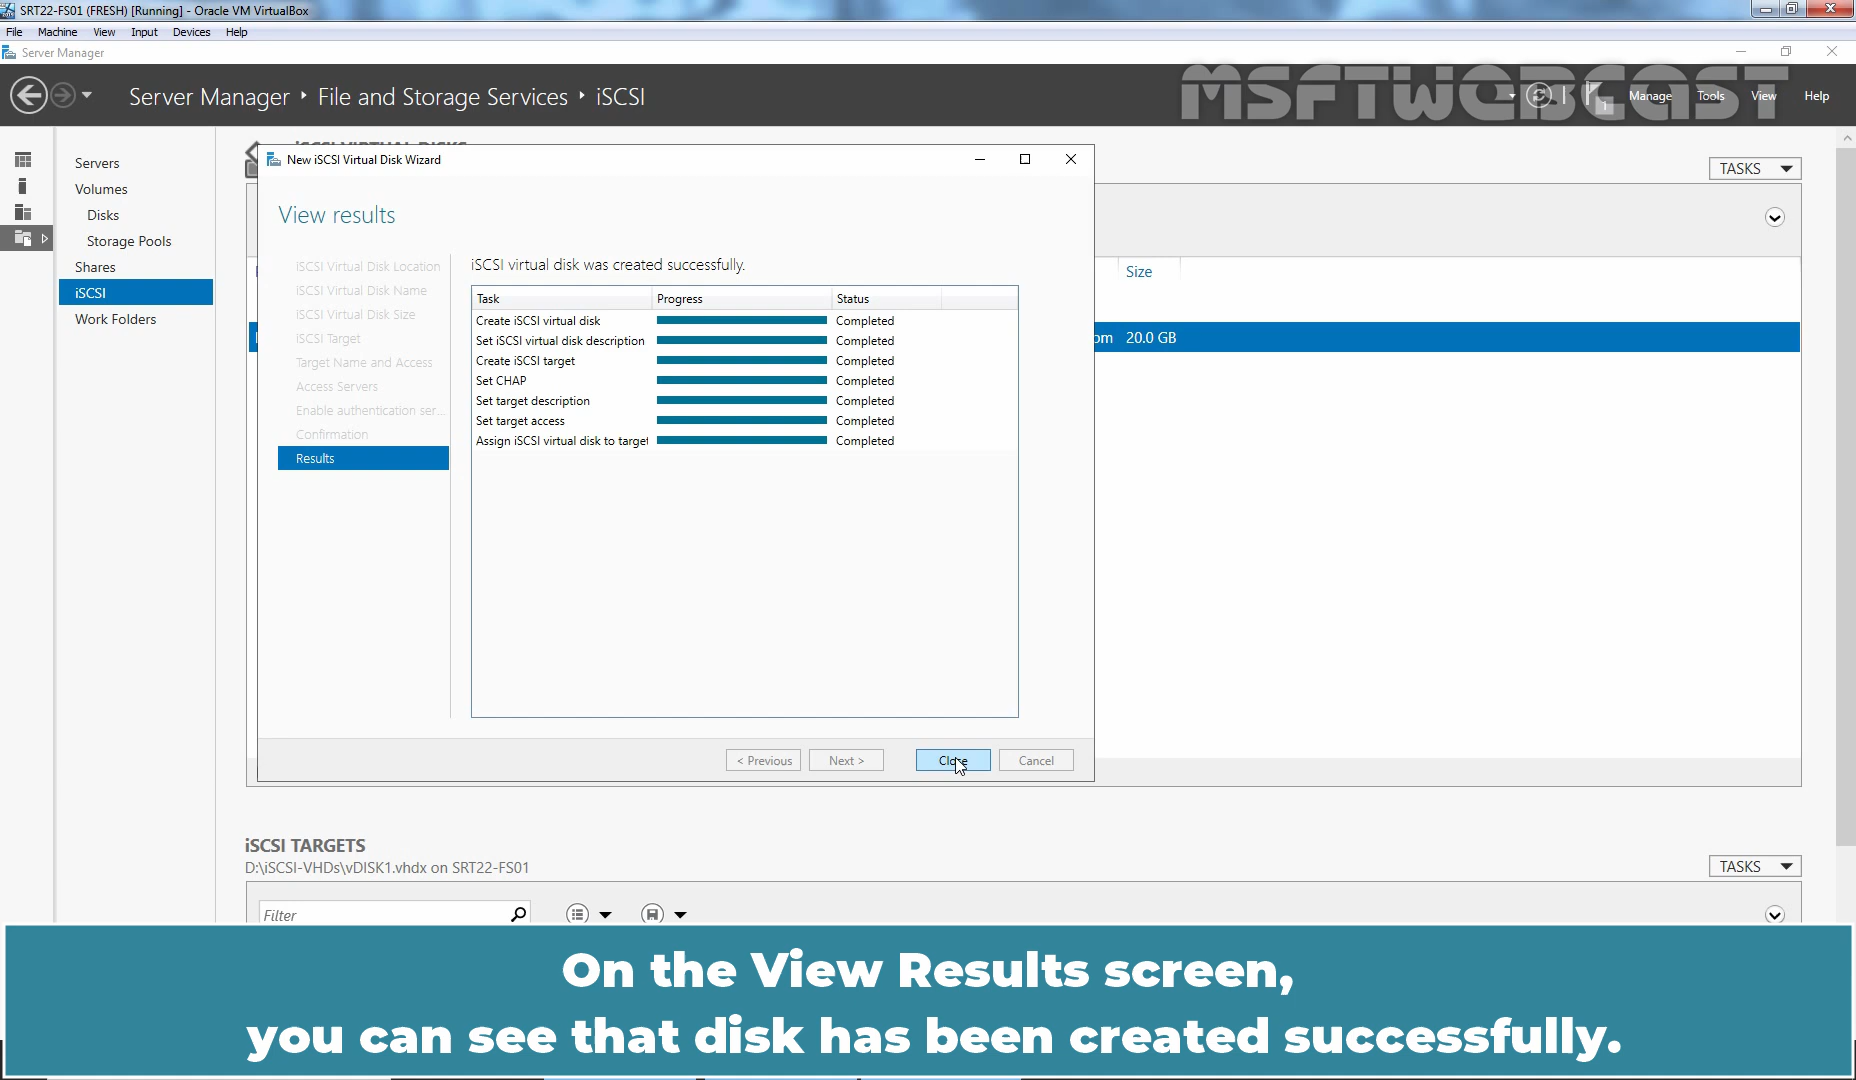 SRT22-FS01 (FRESH) [Running] - Oracle VM VirtualBox
File Machine View Input Devices Help
Server Manager
Server Manager ‣ File and Storage Services ‣ iSCSI
MSFTWEBCAST
Manage Tools View Help
Servers
Volumes
Disks
Storage Pools
Shares
iSCSI
Work Folders
TASKS
New iSCSI Virtual Disk Wizard
View results
iSCSI Virtual Disk Location
iSCSI Virtual Disk Name
iSCSI Virtual Disk Size
iSCSI Target
Target Name and Access
Access Servers
Enable authentication ser...
Confirmation
Results
iSCSI virtual disk was created successfully.
Task Progress Status
Create iSCSI virtual disk Completed
Set iSCSI virtual disk description Completed
Create iSCSI target Completed
Set CHAP Completed
Set target description Completed
Set target access Completed
Assign iSCSI virtual disk to target Completed
< Previous Next > Close Cancel
Size
om 20.0 GB
iSCSI TARGETS
D:\iSCSI-VHDs\vDISK1.vhdx on SRT22-FS01
TASKS
Filter
On the View Results screen,
you can see that disk has been created successfully.